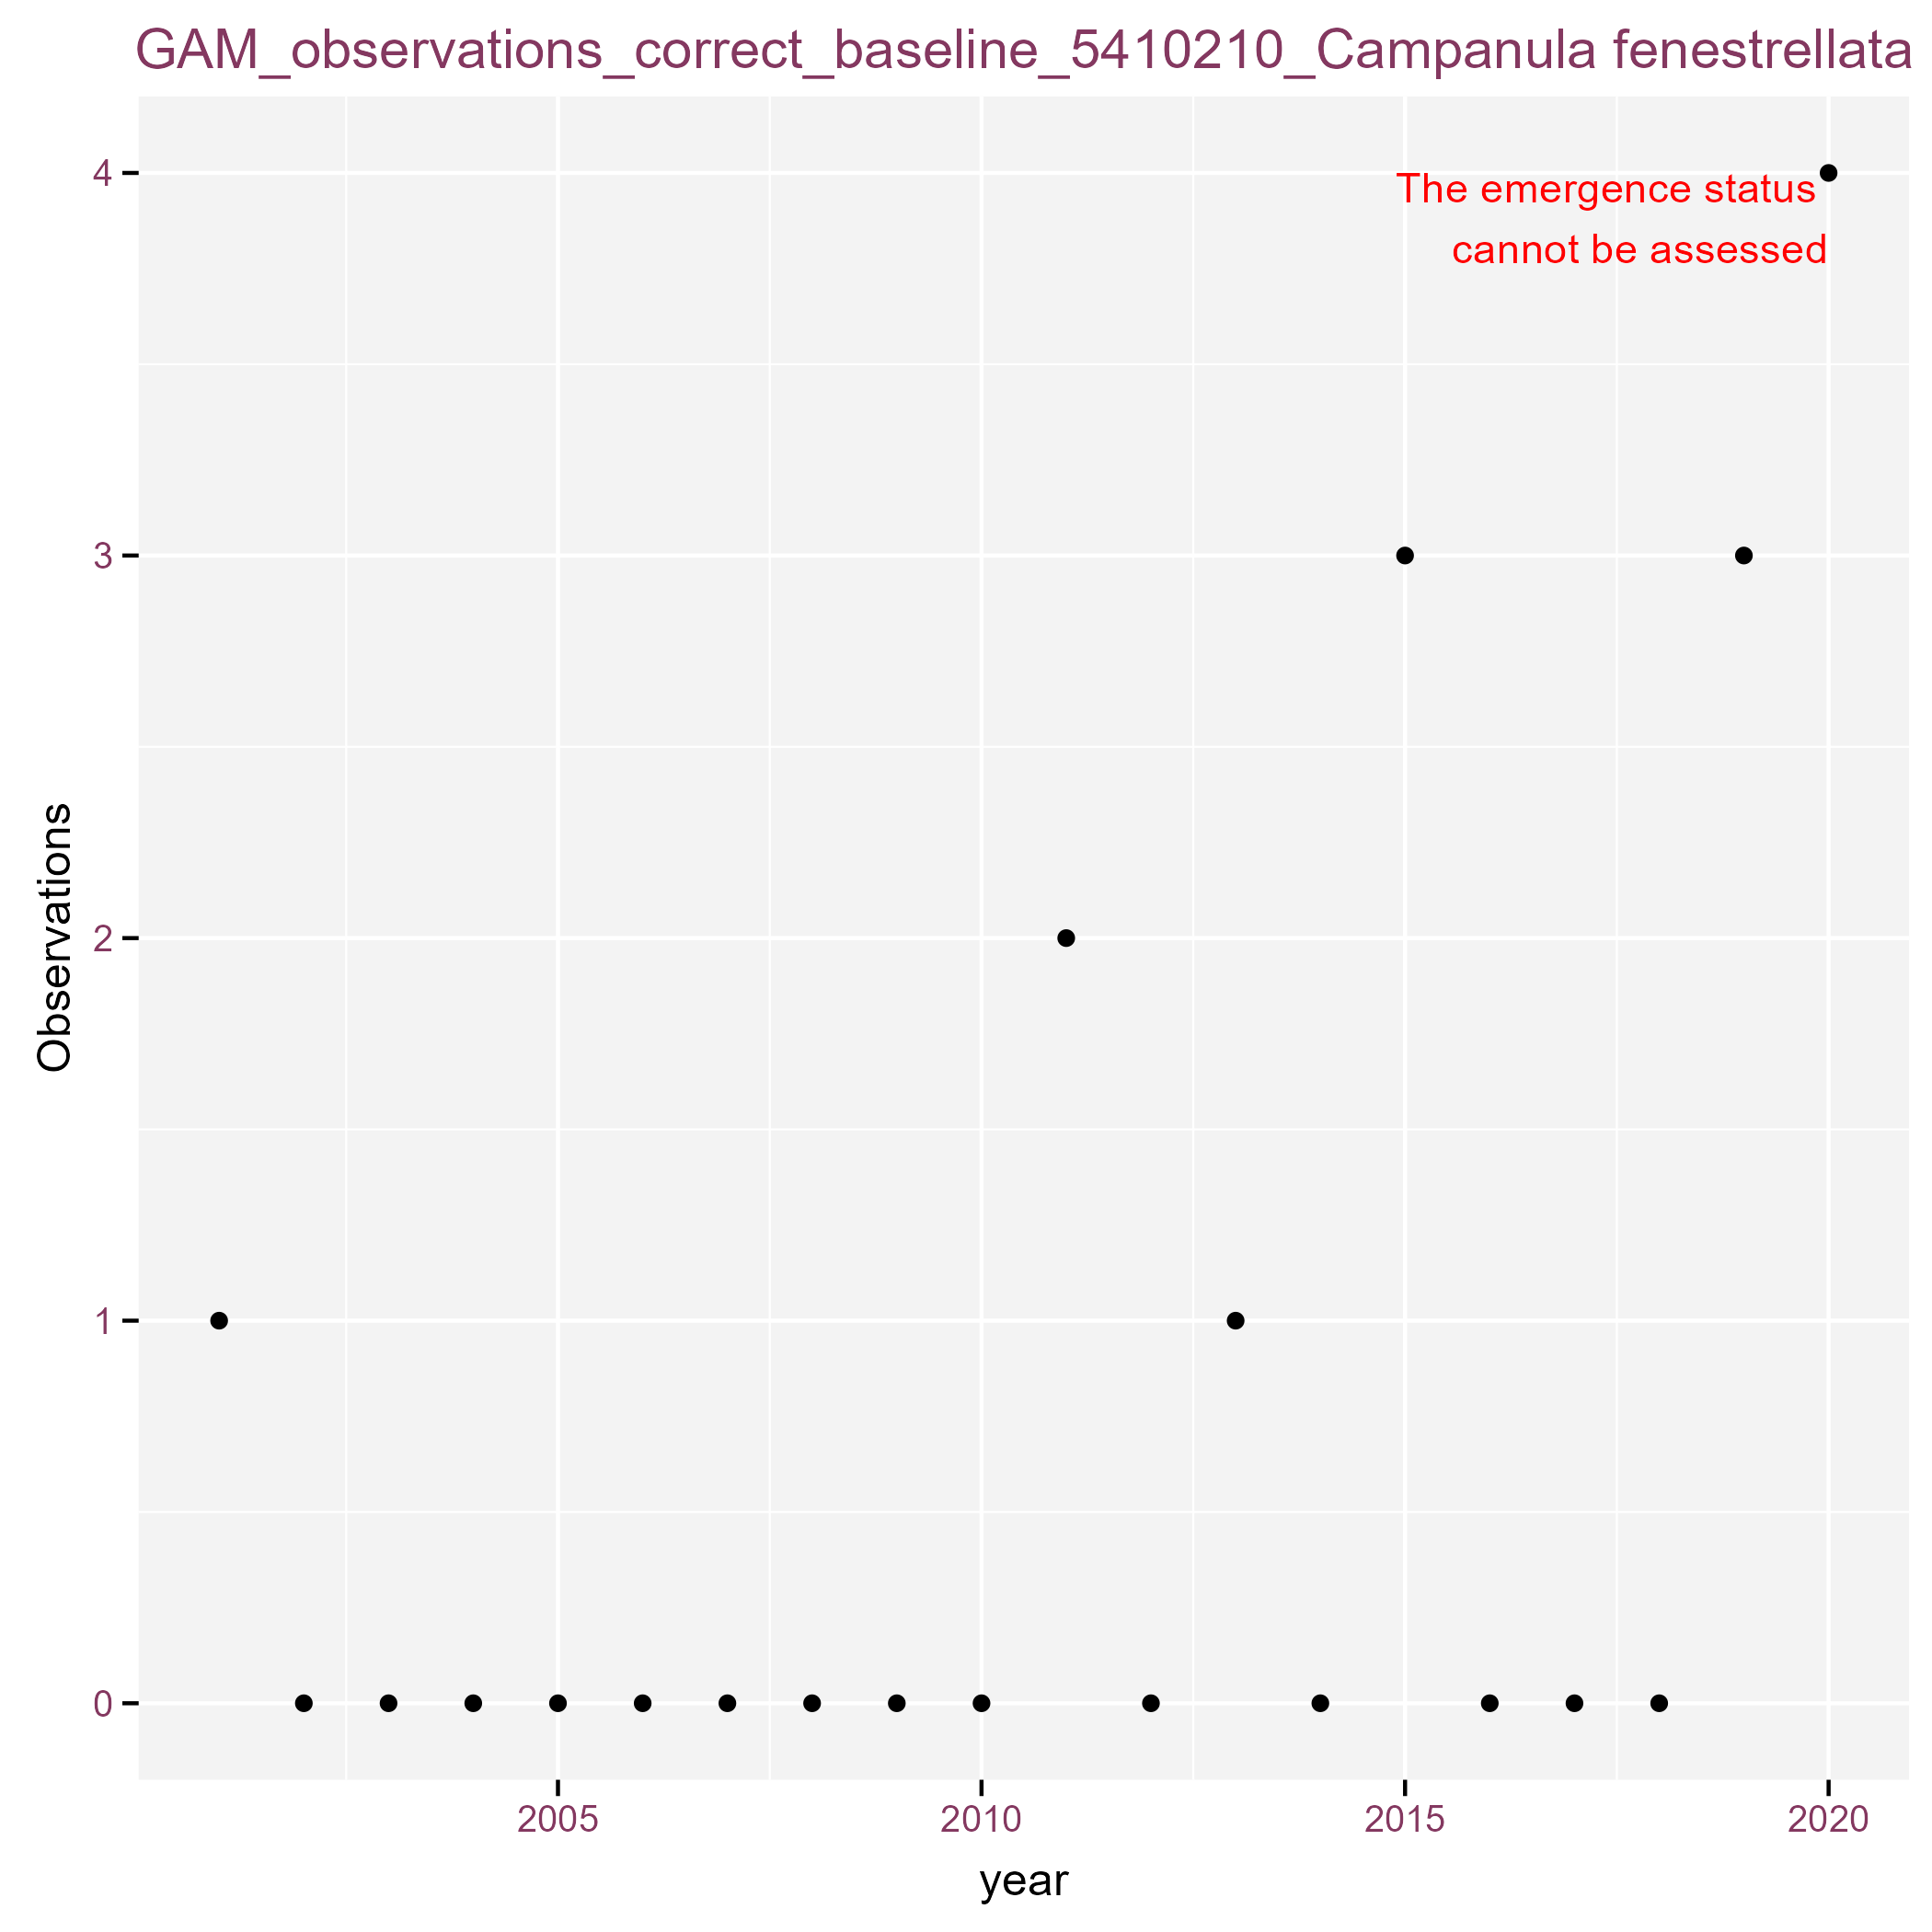 GAM_observations_correct_baseline_5410210_Campanula fenestrellata
4
The emergence status
cannot be assessed
3
Observations
2
1
0
2005 2010 2015 2020
year